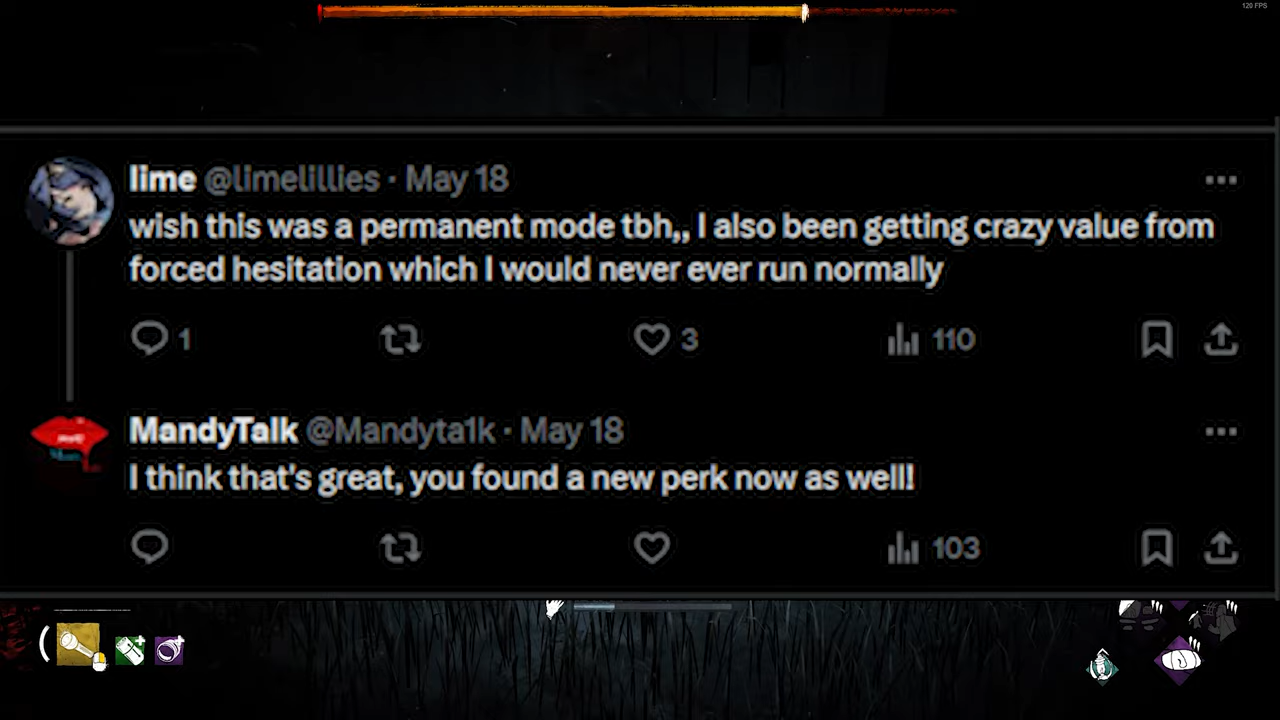 120 FPS
lime @limelillies · May 18
wish this was a permanent mode tbh,, I also been getting crazy value from
forced hesitation which I would never ever run normally
1 3 110
MandyTalk @Mandyta1k · May 18
I think that's great, you found a new perk now as well!
103